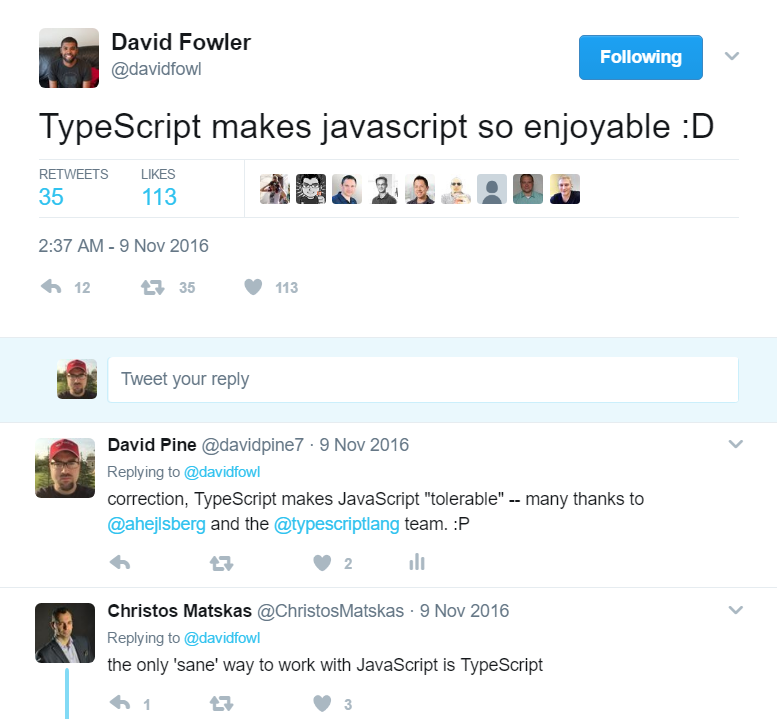 David Fowler
@davidfowl
Following
TypeScript makes javascript so enjoyable :D
RETWEETS LIKES
35 113
2:37 AM - 9 Nov 2016
12 35 113
Tweet your reply
David Pine @davidpine7 · 9 Nov 2016
Replying to @davidfowl
correction, TypeScript makes JavaScript "tolerable" -- many thanks to
@ahejlsberg and the @typescriptlang team. :P
2
Christos Matskas @ChristosMatskas · 9 Nov 2016
Replying to @davidfowl
the only 'sane' way to work with JavaScript is TypeScript
1 3